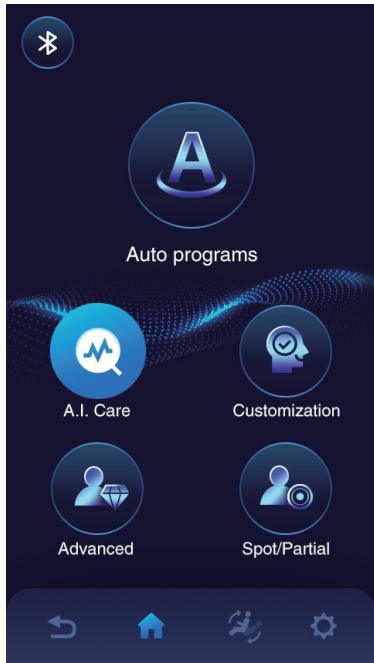 A
Auto programs
A.I. Care
Customization
Advanced
Spot/Partial